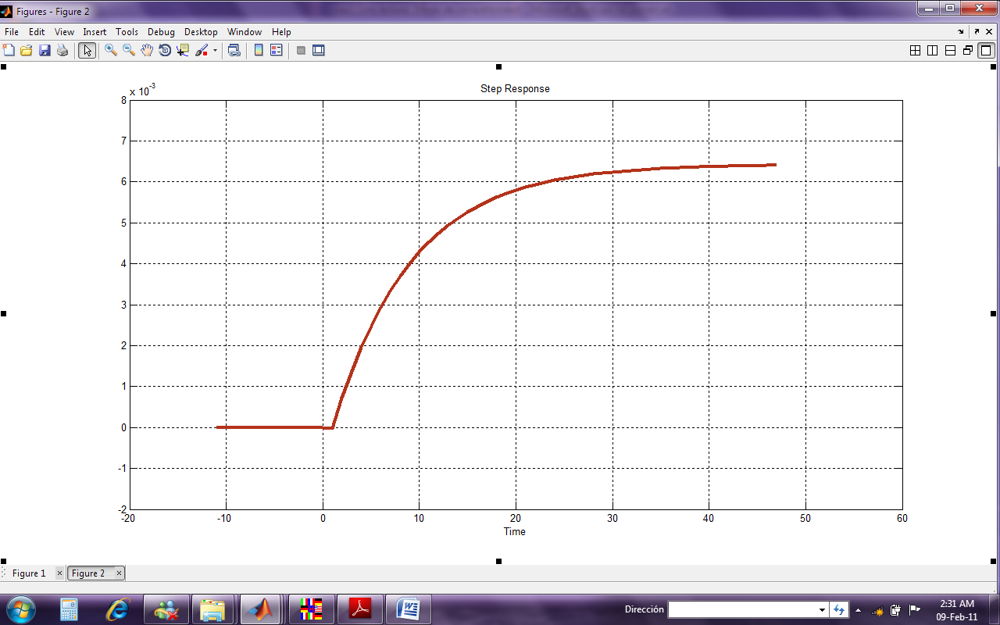 Figures - Figure 2
File Edit View Insert Tools Debug Desktop Window Help
x 10-3
Step Response
8
7
6
5
4
3
2
1
0
-1
-2
-20 -10 0 10 20 30 40 50 60
Time
Figure 1 Figure 2
Dirección
2:31 AM
09-Feb-11